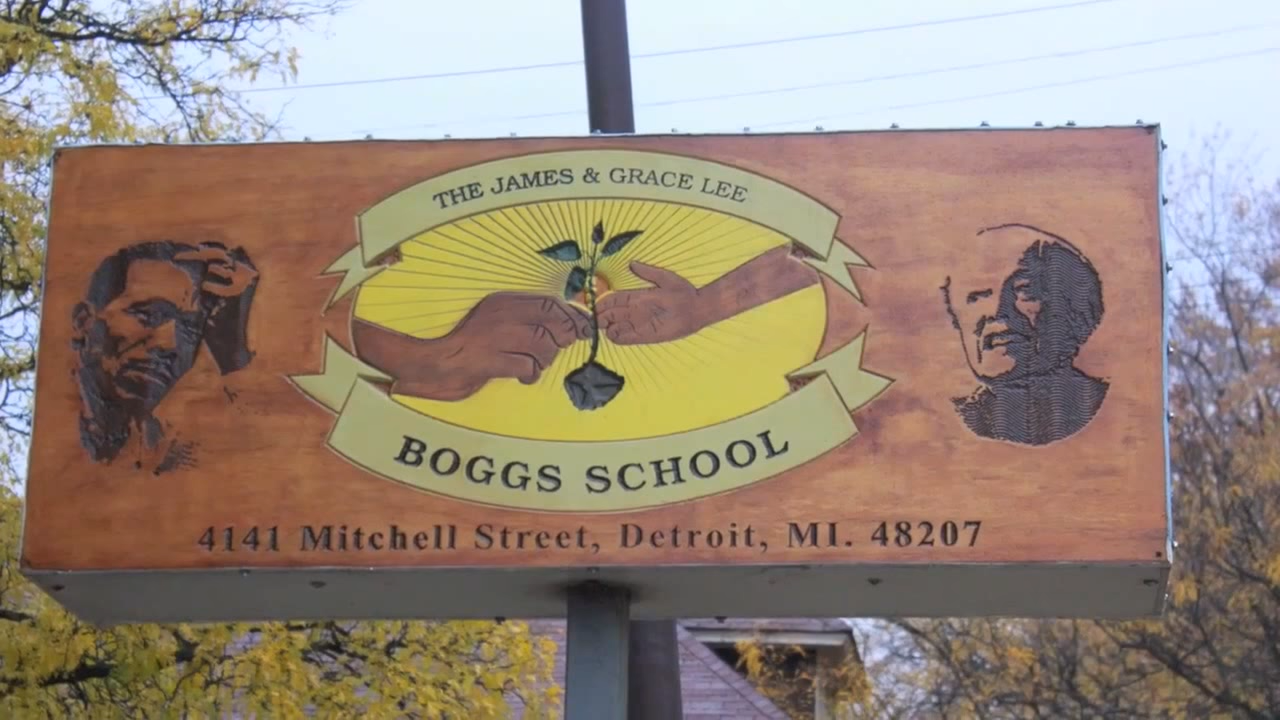 THE JAMES & GRACE LEE
BOGGS SCHOOL
4141 Mitchell Street, Detroit, MI. 48207